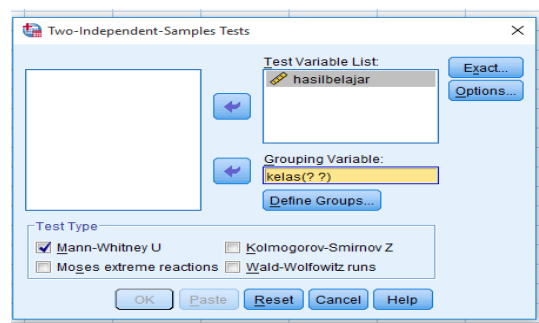 Two-Independent-Samples Tests
Test Variable List:
hasilbelajar
Exact...
Options...
Grouping Variable:
kelas(? ?)
Define Groups...
Test Type
Mann-Whitney U
Kolmogorov-Smirnov Z
Moses extreme reactions
Wald-Wolfowitz runs
OK
Paste
Reset
Cancel
Help